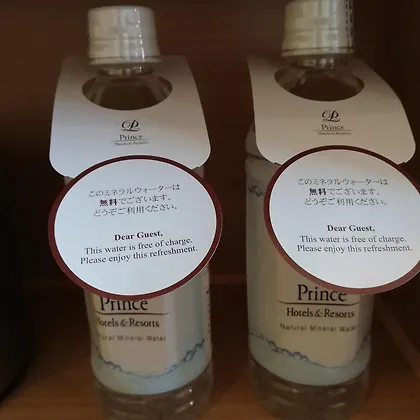 Prince
Hotels & Resorts
このミネラルウォーターは
無料でございます。
どうぞご利用ください。
Dear Guest,
This water is free of charge.
Please enjoy this refreshment.
Prince
Hotels & Resorts
Natural Mineral Water
Prince
Hotels & Resorts
このミネラルウォーターは
無料でございます。
どうぞご利用ください。
Dear Guest,
This water is free of charge.
Please enjoy this refreshment.
Prince
Hotels & Resorts
Natural Mineral Water